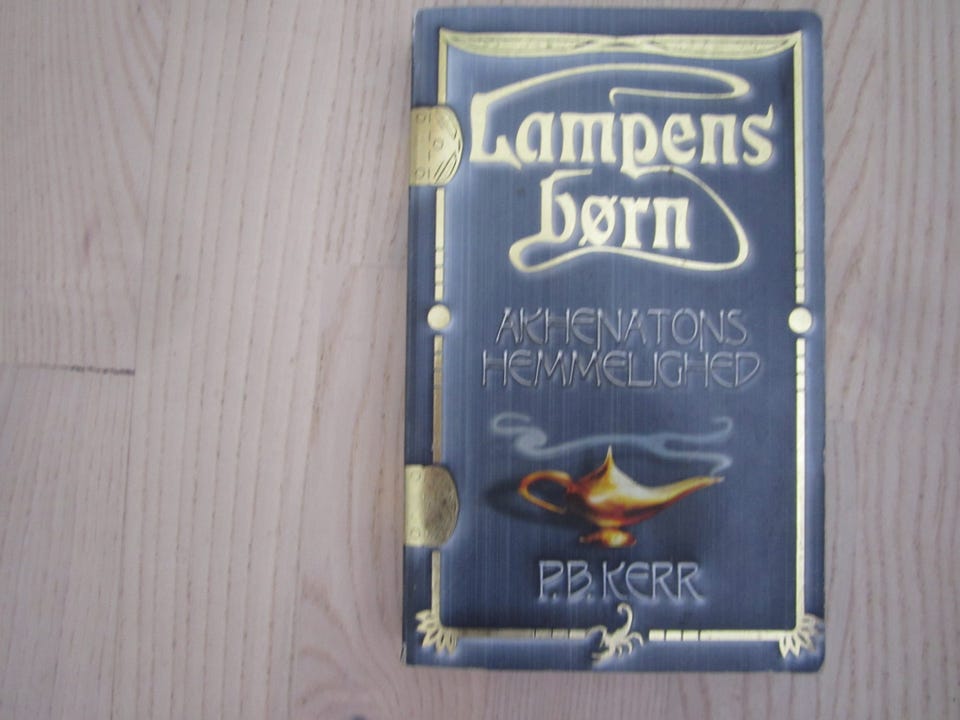 Lampens
børn
AKHENATONS
HEMMELIGHED
P.B. KERR